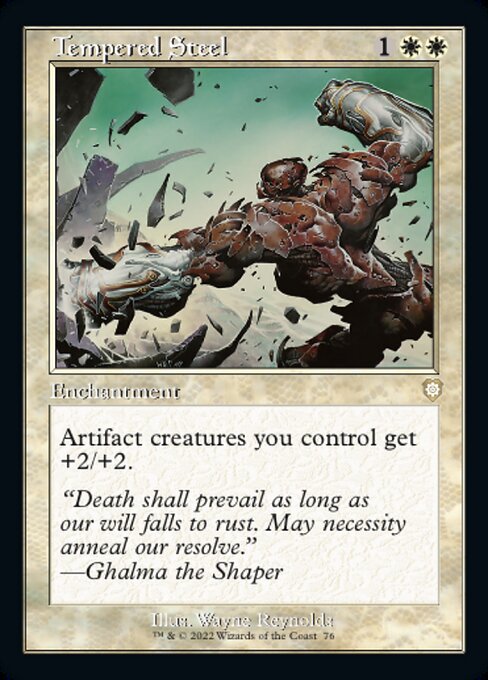 Tempered Steel 1
Enchantment
Artifact creatures you control get
+2/+2.
“Death shall prevail as long as
our will falls to rust. May necessity
anneal our resolve.”
—Ghalma the Shaper
Illus. Wayne Reynolds
™ & © 2022 Wizards of the Coast 76